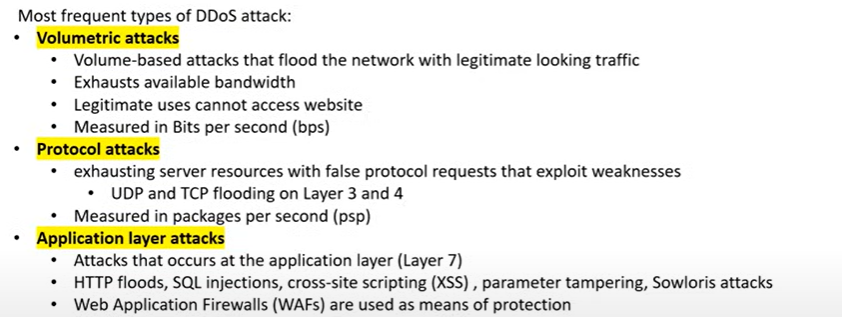 Most frequent types of DDoS attack:
• Volumetric attacks
• Volume-based attacks that flood the network with legitimate looking traffic
• Exhausts available bandwidth
• Legitimate uses cannot access website
• Measured in Bits per second (bps)
• Protocol attacks
• exhausting server resources with false protocol requests that exploit weaknesses
• UDP and TCP flooding on Layer 3 and 4
• Measured in packages per second (psp)
• Application layer attacks
• Attacks that occurs at the application layer (Layer 7)
• HTTP floods, SQL injections, cross-site scripting (XSS) , parameter tampering, Sowloris attacks
• Web Application Firewalls (WAFs) are used as means of protection